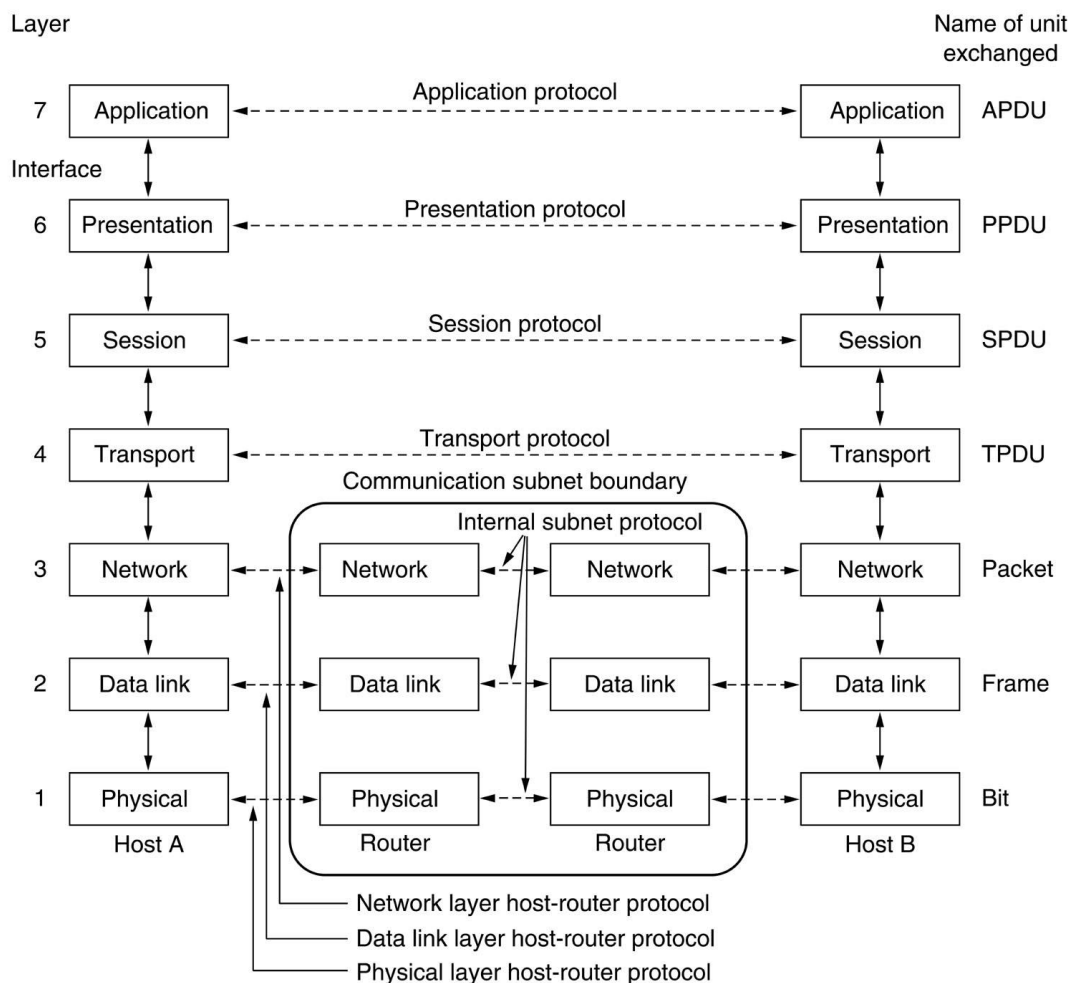 Layer
Name of unit
exchanged
7 Application Application protocol Application APDU
Interface
6 Presentation Presentation protocol Presentation PPDU
5 Session Session protocol Session SPDU
4 Transport Transport protocol Transport TPDU
Communication subnet boundary
Internal subnet protocol
3 Network Network Network Network Packet
2 Data link Data link Data link Data link Frame
1 Physical Physical Physical Physical Bit
Host A Router Router Host B
Network layer host-router protocol
Data link layer host-router protocol
Physical layer host-router protocol